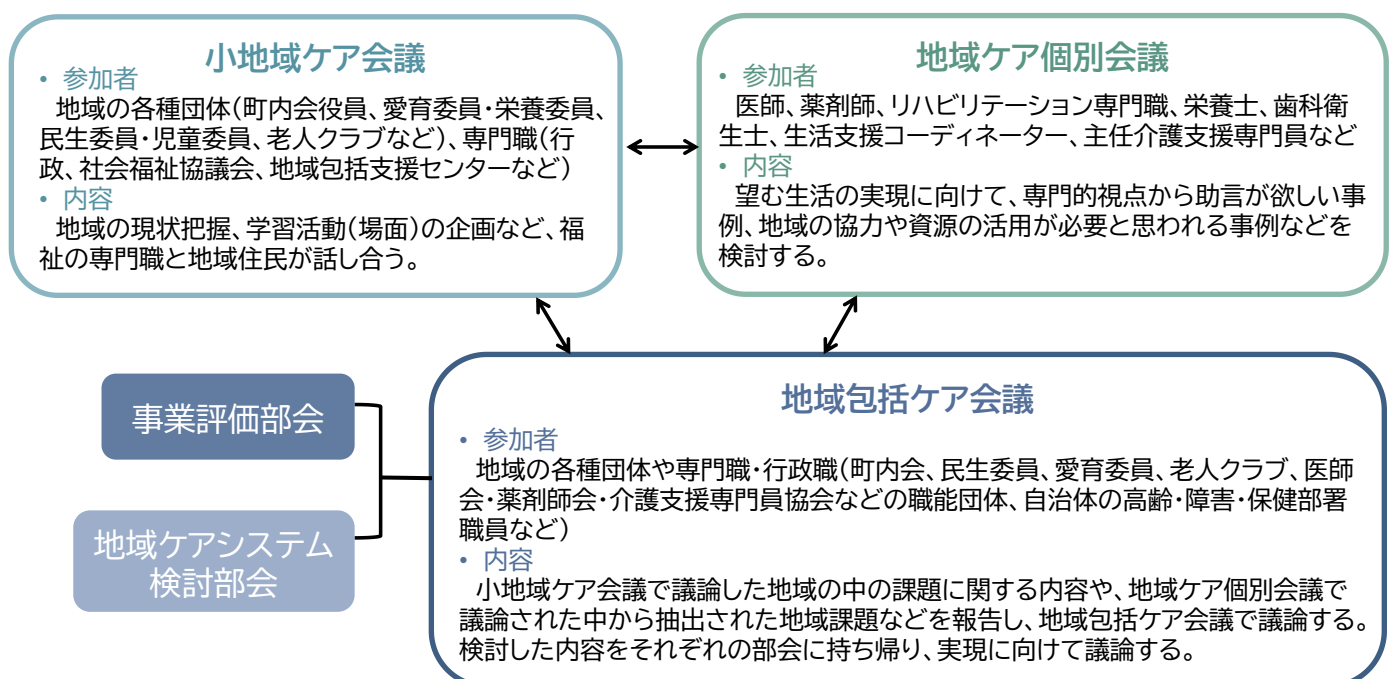 小地域ケア会議
• 参加者
地域の各種団体(町内会役員、愛育委員・栄養委員、
民生委員・児童委員、老人クラブなど)、専門職(行
政、社会福祉協議会、地域包括支援センターなど)
• 内容
地域の現状把握、学習活動(場面)の企画など、福
祉の専門職と地域住民が話し合う。
地域ケア個別会議
• 参加者
医師、薬剤師、リハビリテーション専門職、栄養士、歯科衛
生士、生活支援コーディネーター、主任介護支援専門員など
• 内容
望む生活の実現に向けて、専門的視点から助言が欲しい事
例、地域の協力や資源の活用が必要と思われる事例などを
検討する。
事業評価部会
地域ケアシステム
検討部会
地域包括ケア会議
• 参加者
地域の各種団体や専門職・行政職(町内会、民生委員、愛育委員、老人クラブ、医師
会・薬剤師会・介護支援専門員協会などの職能団体、自治体の高齢・障害・保健部署
職員など)
• 内容
小地域ケア会議で議論した地域の中の課題に関する内容や、地域ケア個別会議で
議論された中から抽出された地域課題などを報告し、地域包括ケア会議で議論する。
検討した内容をそれぞれの部会に持ち帰り、実現に向けて議論する。